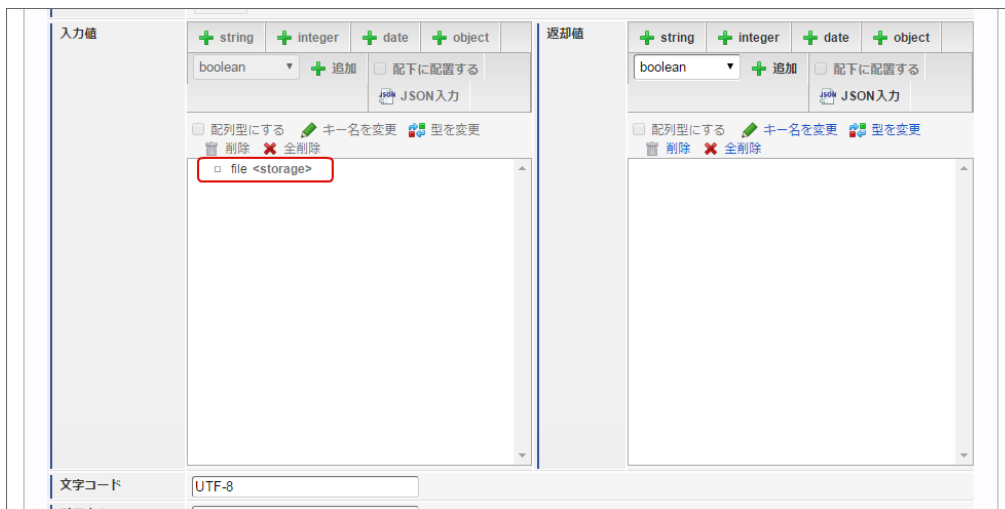 入力値
string integer date object
boolean 追加 配下に配置する
JSON JSON入力
配列型にする キー名を変更 型を変更
削除 全削除
file <storage>
返却値
string integer date object
boolean 追加 配下に配置する
JSON JSON入力
配列型にする キー名を変更 型を変更
削除 全削除
文字コード UTF-8